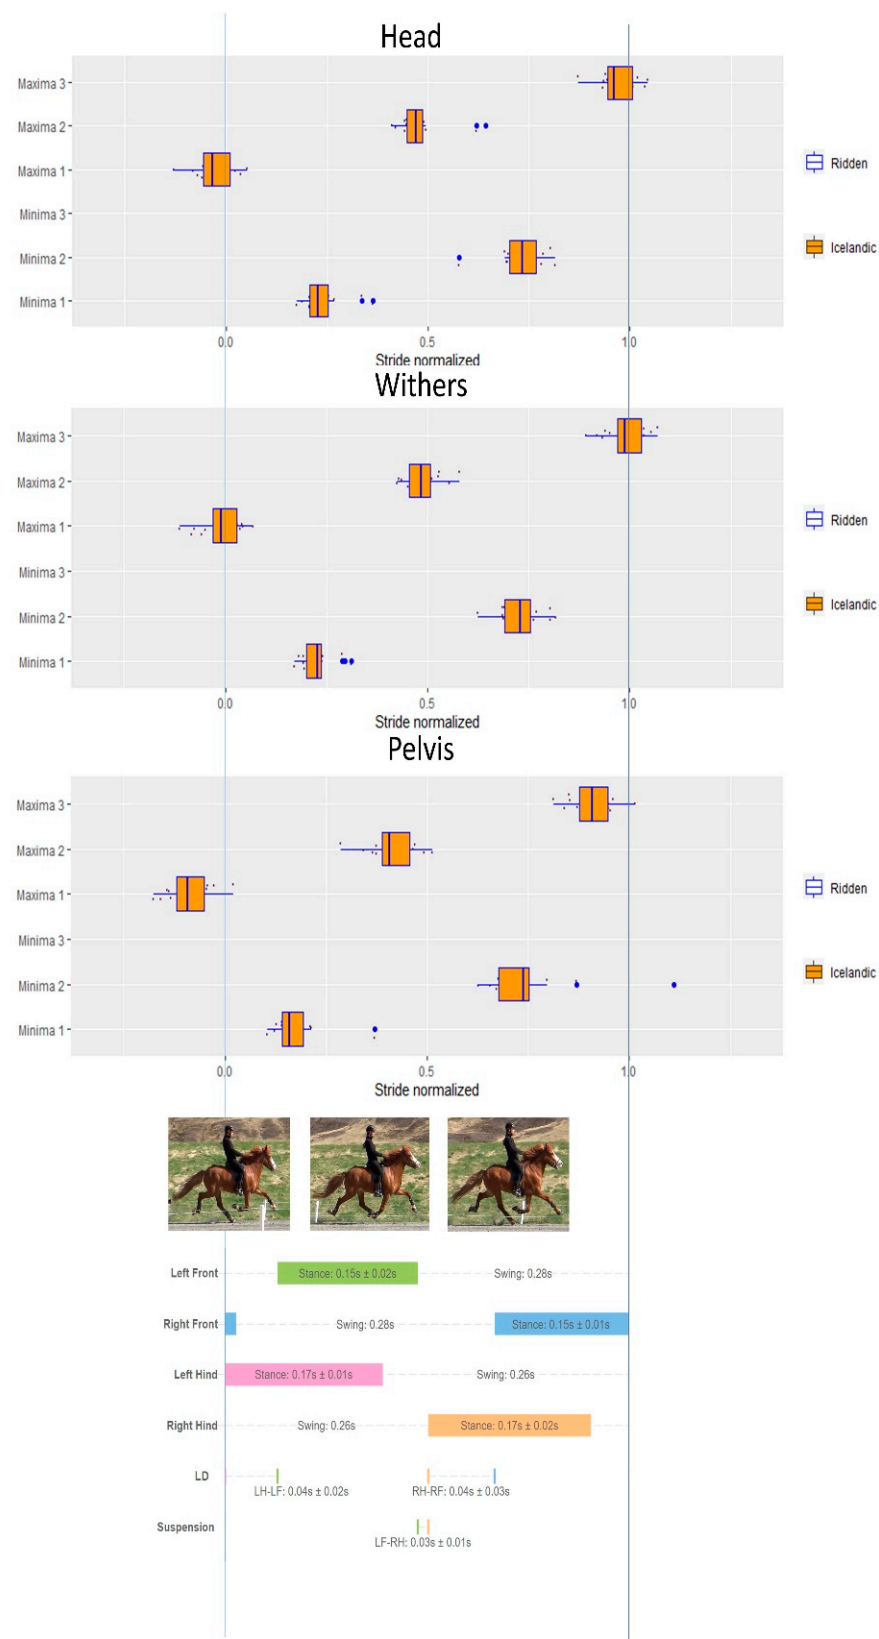 Head
Maxima 3
Maxima 2
Maxima 1
Minima 3
Minima 2
Minima 1
0.0 0.5 1.0
Stride normalized
Ridden
Icelandic
Withers
Maxima 3
Maxima 2
Maxima 1
Minima 3
Minima 2
Minima 1
0.0 0.5 1.0
Stride normalized
Ridden
Icelandic
Pelvis
Maxima 3
Maxima 2
Maxima 1
Minima 3
Minima 2
Minima 1
0.0 0.5 1.0
Stride normalized
Ridden
Icelandic
Left Front Stance: 0.15s ± 0.02s Swing: 0.28s
Right Front Swing: 0.28s Stance: 0.15s ± 0.01s
Left Hind Stance: 0.17s ± 0.01s Swing: 0.26s
Right Hind Swing: 0.26s Stance: 0.17s ± 0.02s
LD
LH-LF: 0.04s ± 0.02s RH-RF: 0.04s ± 0.03s
Suspension
LF-RH: 0.03s ± 0.01s